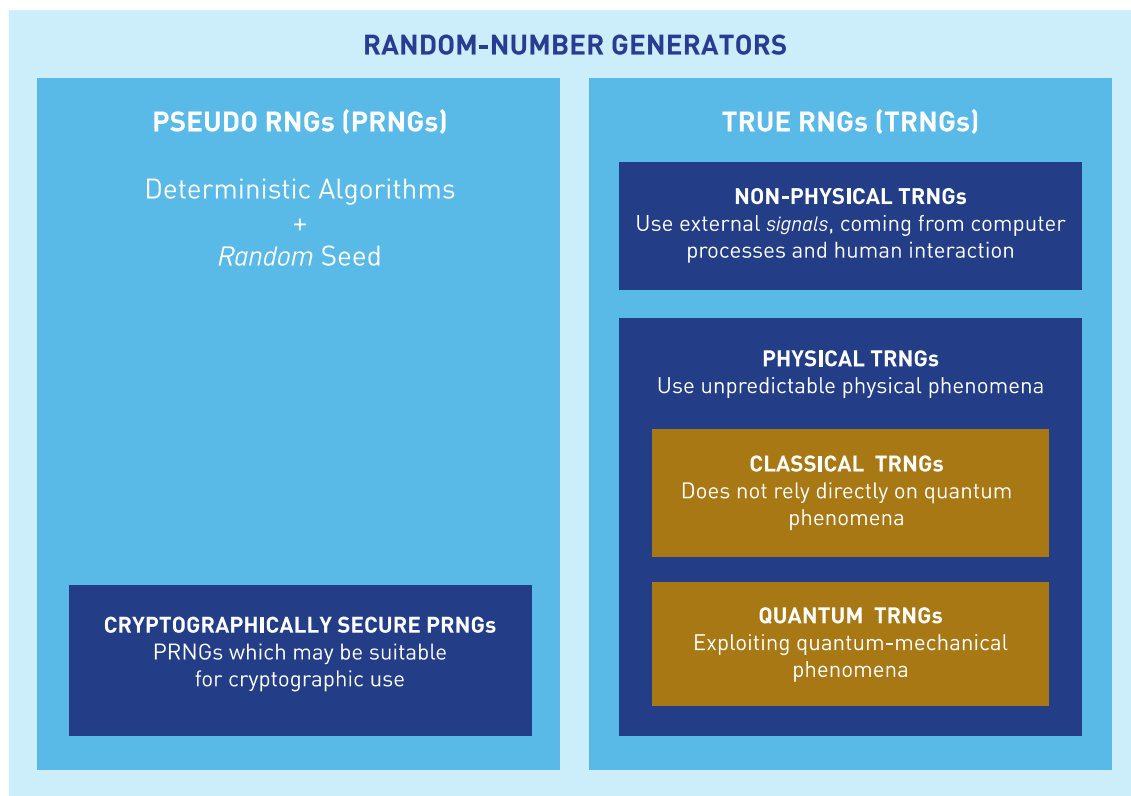 RANDOM-NUMBER GENERATORS
PSEUDO RNGs (PRNGs)
Deterministic Algorithms
+
Random Seed
CRYPTOGRAPHICALLY SECURE PRNGs
PRNGs which may be suitable
for cryptographic use
TRUE RNGs (TRNGs)
NON-PHYSICAL TRNGs
Use external signals, coming from computer
processes and human interaction
PHYSICAL TRNGs
Use unpredictable physical phenomena
CLASSICAL TRNGs
Does not rely directly on quantum
phenomena
QUANTUM TRNGs
Exploiting quantum-mechanical
phenomena